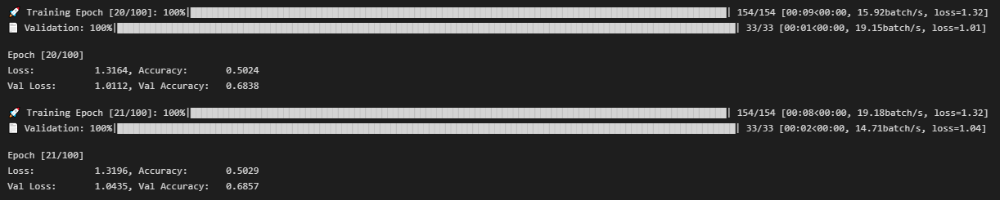 🚀 Training Epoch [20/100]: 100%|██████████| 154/154 [00:09<00:00, 15.92batch/s, loss=1.32]
📄 Validation: 100%|██████████| 33/33 [00:01<00:00, 19.15batch/s, loss=1.01]
Epoch [20/100]
Loss: 1.3164, Accuracy: 0.5024
Val Loss: 1.0112, Val Accuracy: 0.6838
🚀 Training Epoch [21/100]: 100%|██████████| 154/154 [00:08<00:00, 19.18batch/s, loss=1.32]
📄 Validation: 100%|██████████| 33/33 [00:02<00:00, 14.71batch/s, loss=1.04]
Epoch [21/100]
Loss: 1.3196, Accuracy: 0.5029
Val Loss: 1.0435, Val Accuracy: 0.6857